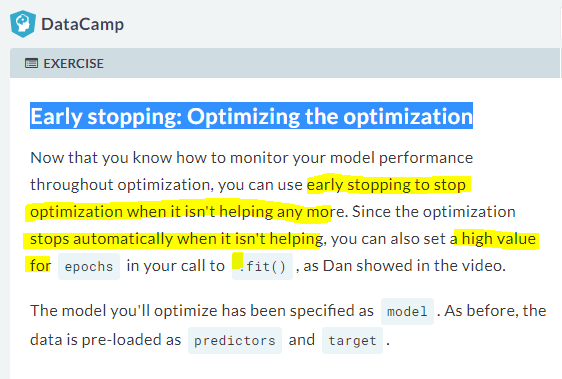 DataCamp
EXERCISE
Early stopping: Optimizing the optimization
Now that you know how to monitor your model performance
throughout optimization, you can use early stopping to stop
optimization when it isn't helping any more. Since the optimization
stops automatically when it isn't helping, you can also set a high value
for epochs in your call to .fit() , as Dan showed in the video.
The model you'll optimize has been specified as model . As before, the
data is pre-loaded as predictors and target .